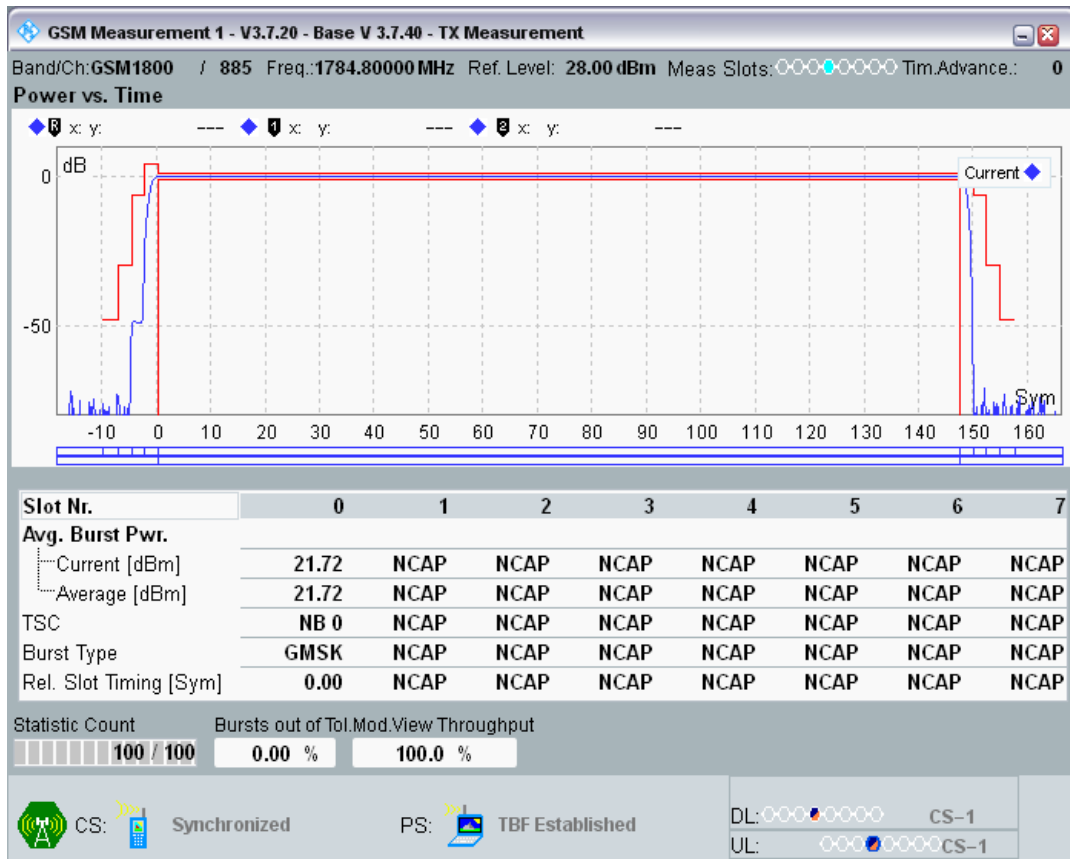 GSM Measurement 1 - V3.7.20 - Base V 3.7.40 - TX Measurement
Band/Ch:GSM1800 / 885 Freq.:1784.80000 MHz Ref. Level: 28.00 dBm Meas Slots: Tim.Advance.: 0
Power vs. Time
R x: y: --- 1 x: y: --- 2 x: y: ---
dB
Current
0
-50
Sym
-10 0 10 20 30 40 50 60 70 80 90 100 110 120 130 140 150 160
Slot Nr. 0 1 2 3 4 5 6 7
Avg. Burst Pwr.
Current [dBm] 21.72 NCAP NCAP NCAP NCAP NCAP NCAP NCAP
Average [dBm] 21.72 NCAP NCAP NCAP NCAP NCAP NCAP NCAP
TSC NB 0 NCAP NCAP NCAP NCAP NCAP NCAP NCAP
Burst Type GMSK NCAP NCAP NCAP NCAP NCAP NCAP NCAP
Rel. Slot Timing [Sym] 0.00 NCAP NCAP NCAP NCAP NCAP NCAP NCAP
Statistic Count Bursts out of Tol.Mod.View Throughput
100 / 100 0.00 % 100.0 %
CS: Synchronized PS: TBF Established
DL: CS-1
UL: CS-1